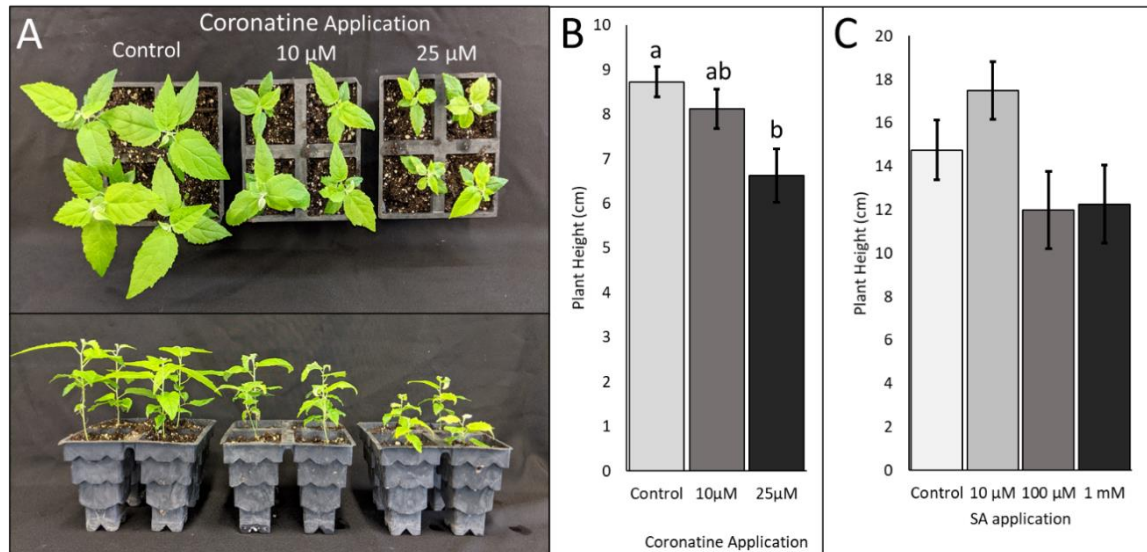 A
Coronatine Application
Control
10 μM
25 μM
B
Plant Height (cm)
10
9
8
7
6
5
4
3
2
1
0
a
ab
b
Control
10μM
25μM
Coronatine Application
C
Plant Height (cm)
20
18
16
14
12
10
8
6
4
2
0
Control
10 μM
100 μM
1 mM
SA application